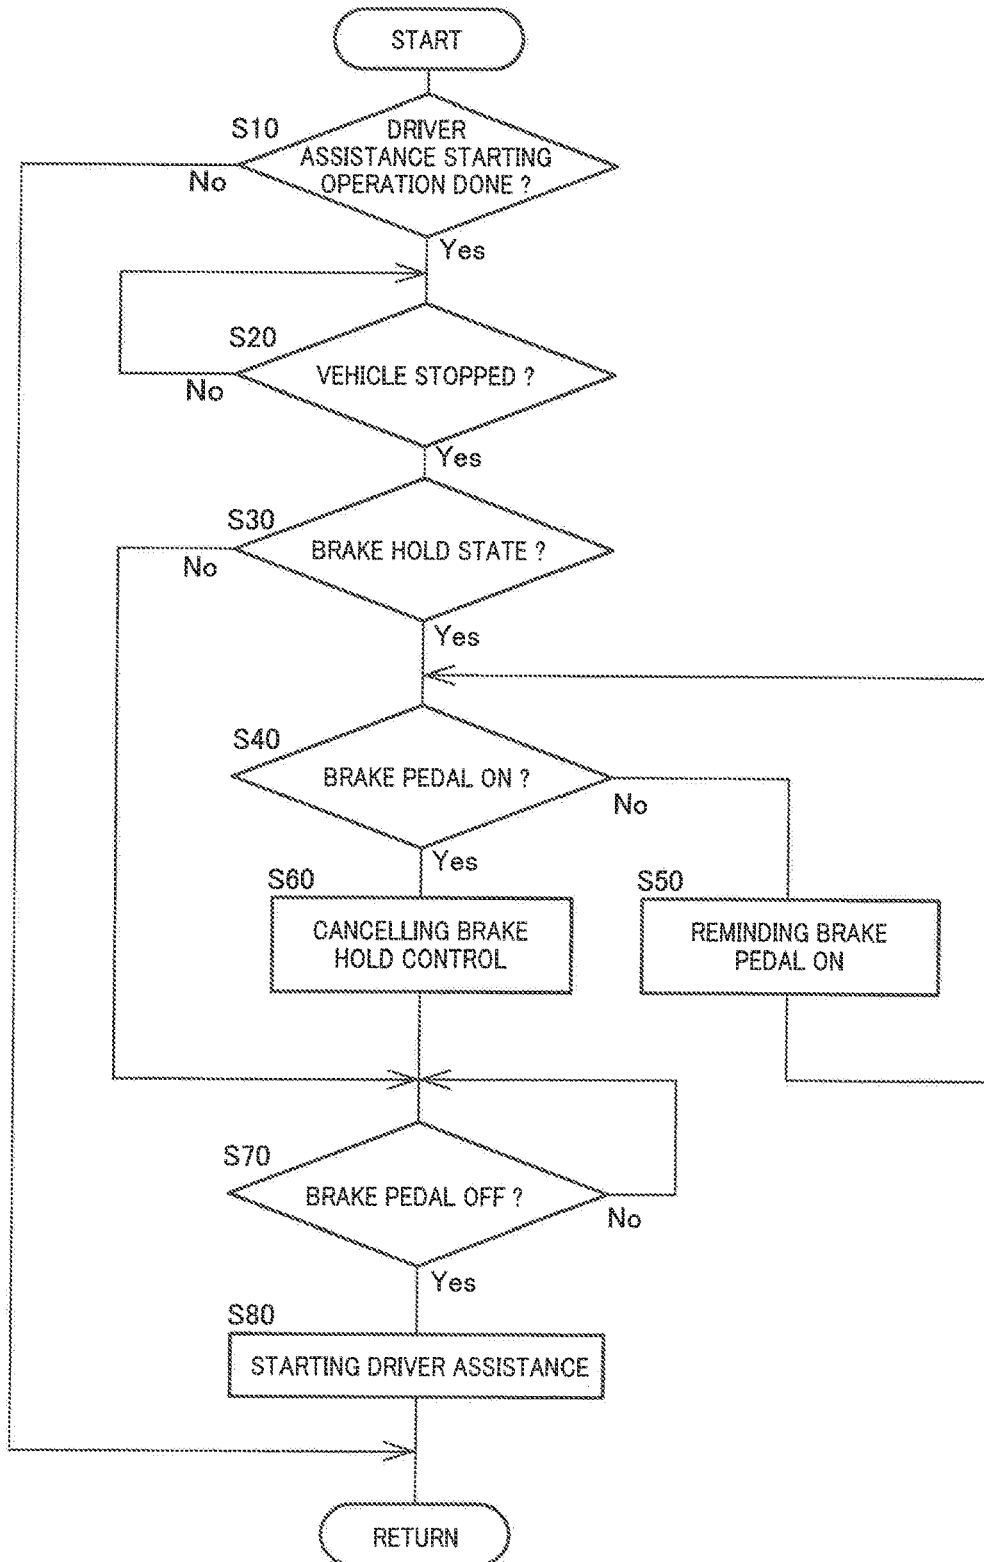 START
S10
DRIVER
ASSISTANCE STARTING
OPERATION DONE ?
No
Yes
S20
VEHICLE STOPPED ?
No
Yes
S30
BRAKE HOLD STATE ?
No
Yes
S40
BRAKE PEDAL ON ?
No
Yes
S60
CANCELLING BRAKE
HOLD CONTROL
S50
REMINDING BRAKE
PEDAL ON
S70
BRAKE PEDAL OFF ?
No
Yes
S80
STARTING DRIVER ASSISTANCE
RETURN